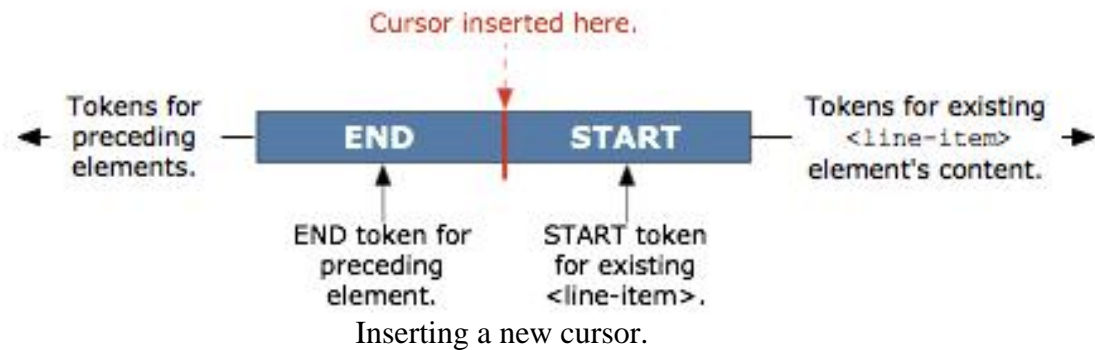 Cursor inserted here.
Tokens for
preceding
elements.
END
START
Tokens for existing
<line-item>
element's content.
END token for
preceding
element.
START token
for existing
<line-item>.
Inserting a new cursor.